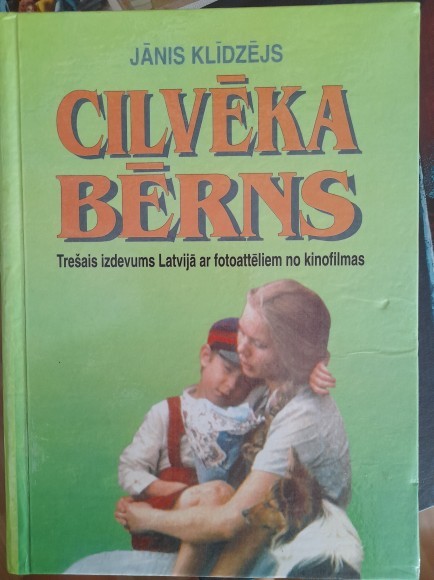 JĀNIS KLĪDZĒJS
CILVĒKA
BĒRNS
Trešais izdevums Latvijā ar fotoattēliem no kinofilmas